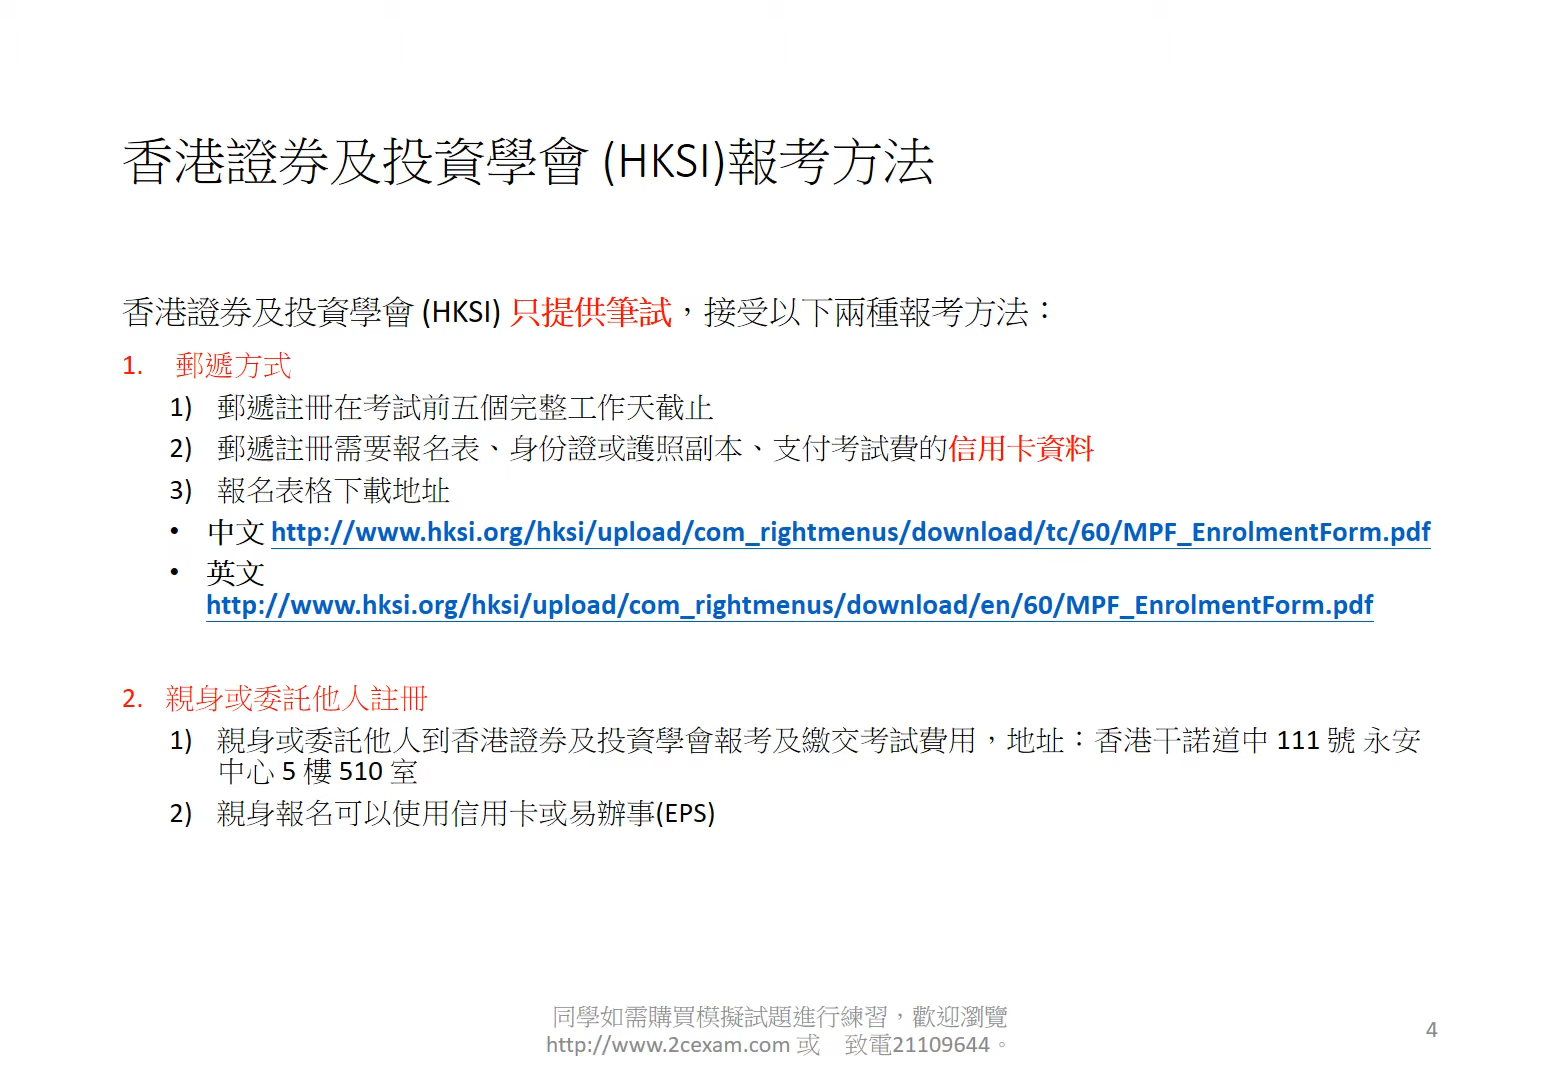 香港證券及投資學會 (HKSI)報考方法
香港證券及投資學會 (HKSI) 只提供筆試，接受以下兩種報考方法：
1. 郵遞方式
1) 郵遞註冊在考試前五個完整工作天截止
2) 郵遞註冊需要報名表、身份證或護照副本、支付考試費的信用卡資料
3) 報名表格下載地址
• 中文 http://www.hksi.org/hksi/upload/com_rightmenus/download/tc/60/MPF_EnrolmentForm.pdf
• 英文
http://www.hksi.org/hksi/upload/com_rightmenus/download/en/60/MPF_EnrolmentForm.pdf
2. 親身或委託他人註冊
1) 親身或委託他人到香港證券及投資學會報考及繳交考試費用，地址：香港干諾道中 111 號 永安
中心 5 樓 510 室
2) 親身報名可以使用信用卡或易辦事(EPS)
同學如需購買模擬試題進行練習，歡迎瀏覽
http://www.2cexam.com 或 致電21109644。
4